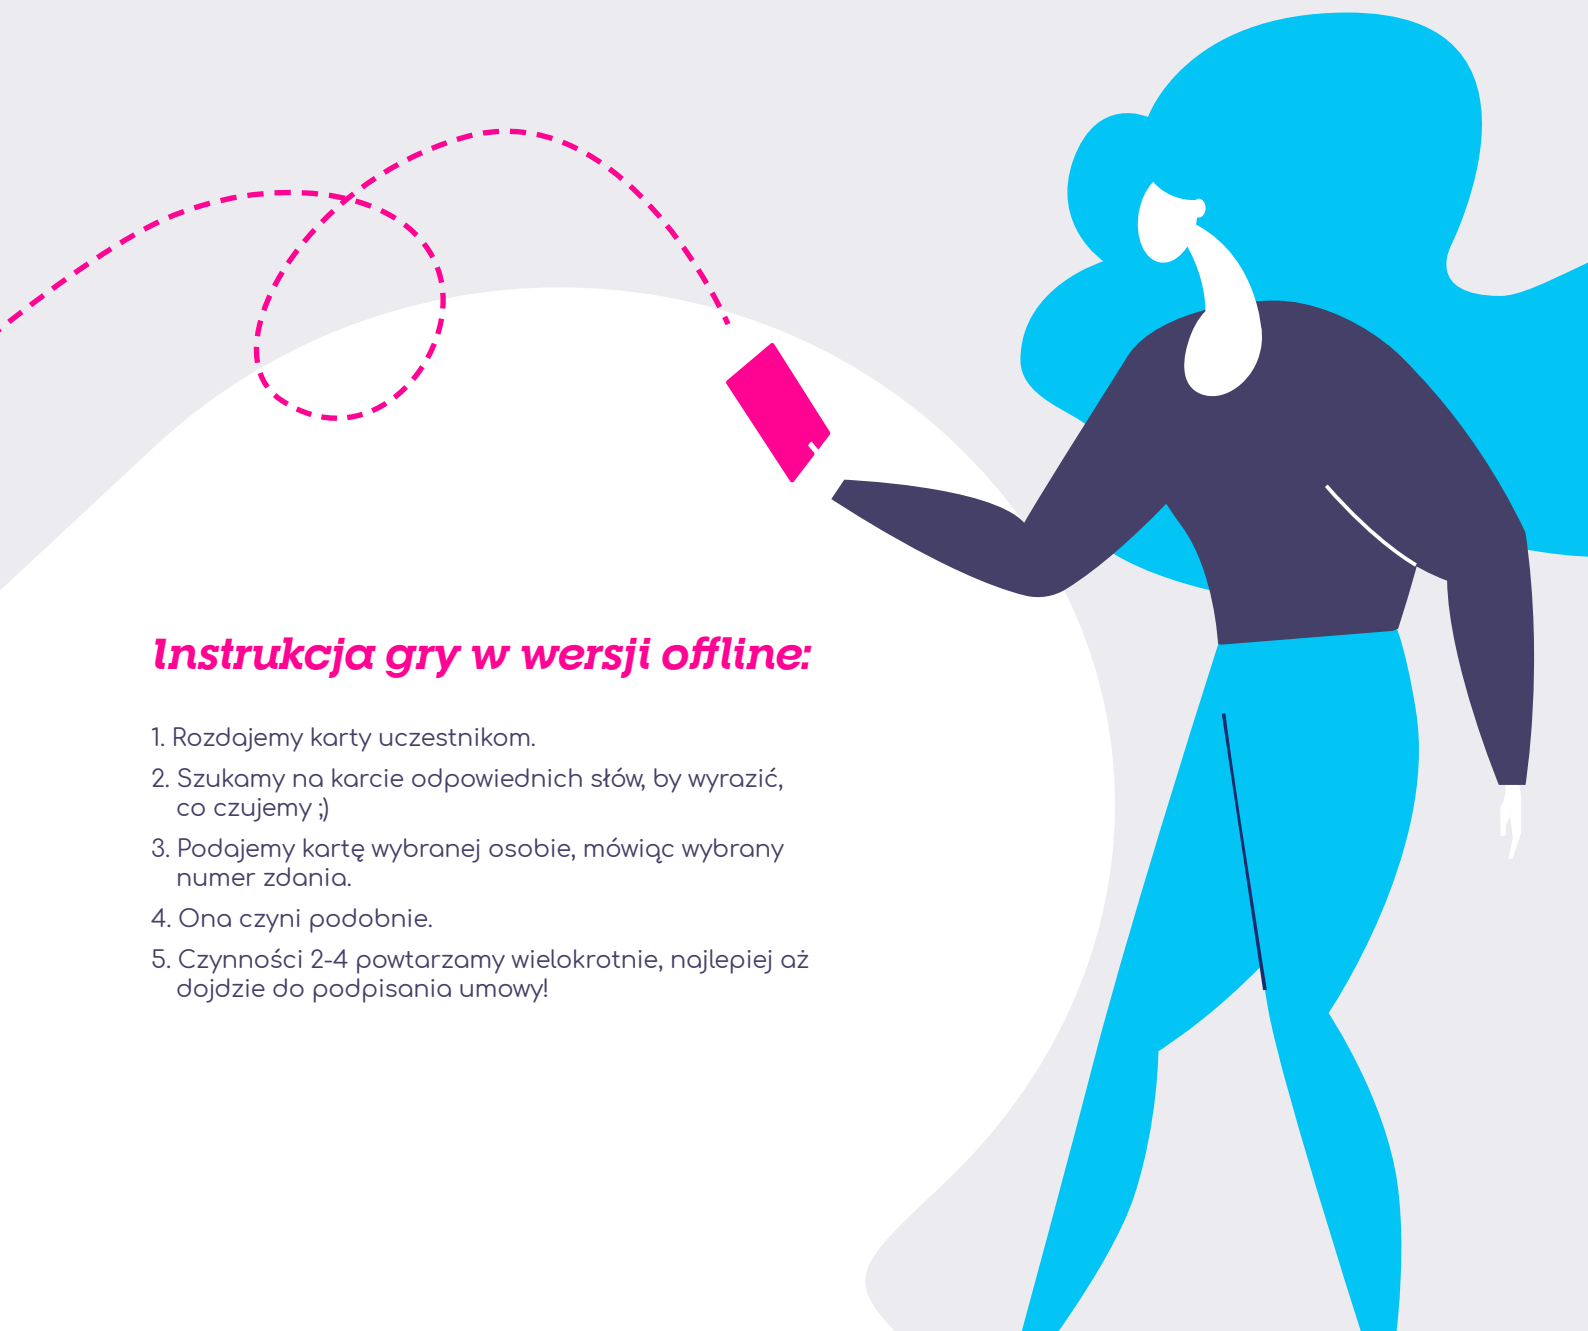 Instrukcja gry w wersji offline:
1. Rozdajemy karty uczestnikom.
2. Szukamy na karcie odpowiednich słów, by wyrazić,
co czujemy ;)
3. Podajemy kartę wybranej osobie, mówiąc wybrany
numer zdania.
4. Ona czyni podobnie.
5. Czynności 2-4 powtarzamy wielokrotnie, najlepiej aż
dojdzie do podpisania umowy!